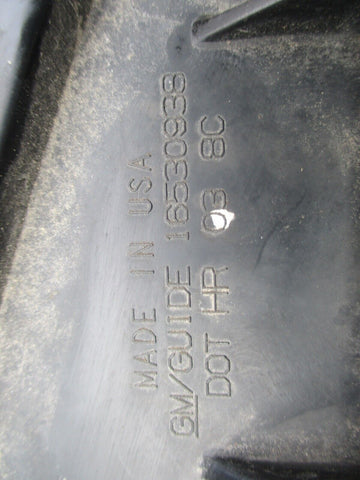 MADE IN USA
GM/GUIDE 16530938
DOT HR 03 8C